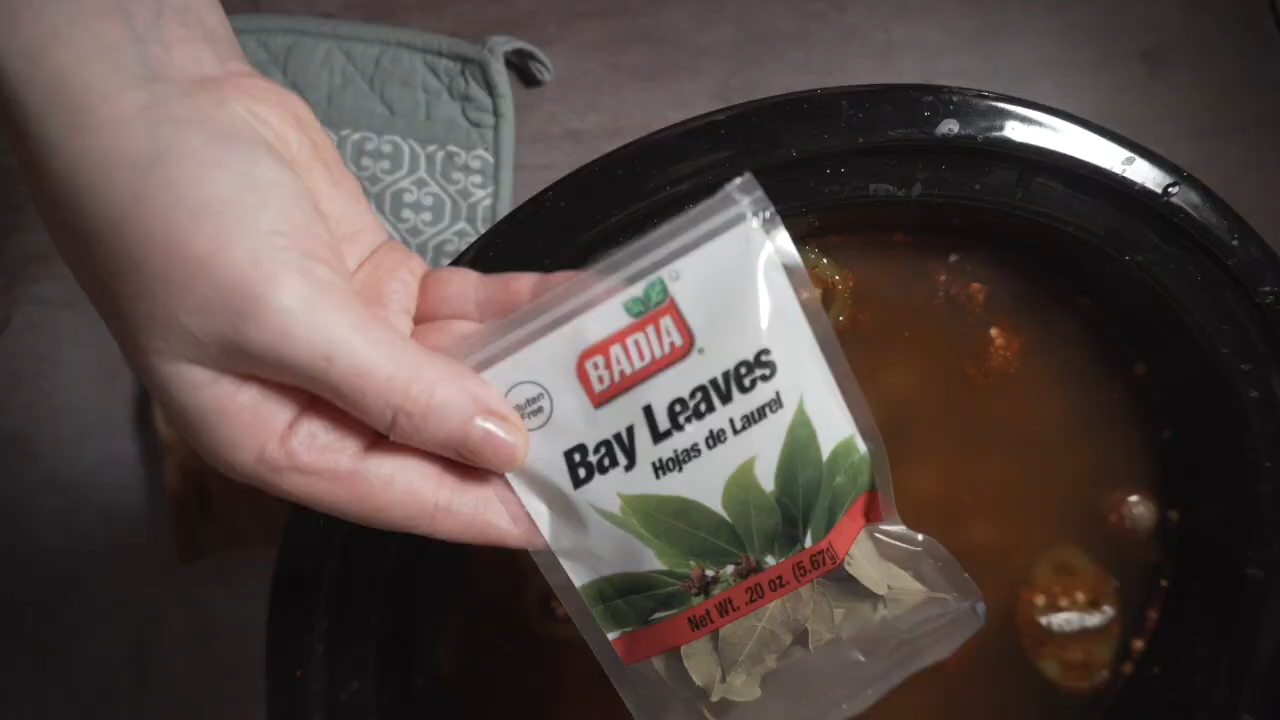 BADIA
Gluten
Free
Bay Leaves
Hojas de Laurel
Net Wt. .20 oz. (5.67g)